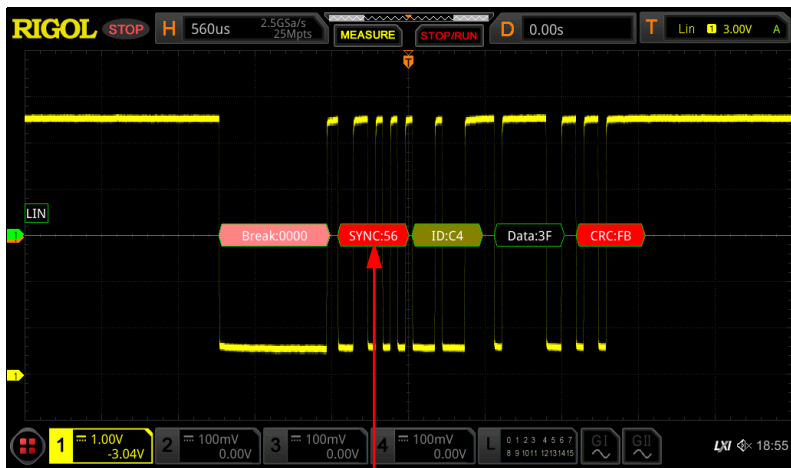 RIGOL STOP H 560us 2.5GSa/s 25Mpts MEASURE STOP/RUN D 0.00s T Lin 1 3.00V A
T
LIN
1 Break:0000 SYNC:56 ID:C4 Data:3F CRC:FB
1
1 1.00V -3.04V 2 100mV 0.00V 3 100mV 0.00V 4 100mV 0.00V L 0 1 2 3 4 5 6 7 8 9 10 11 12 13 14 15 GI GII LXI 18:55